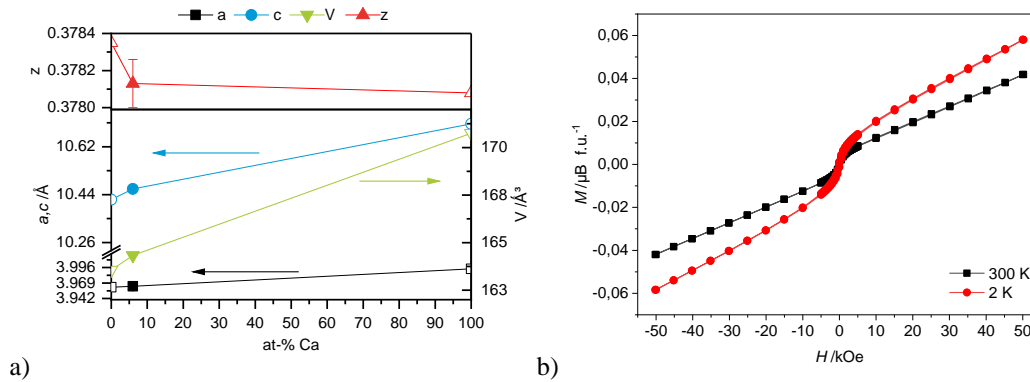 a c V z
0.3784
0.3782
0.3780
z
10.62
10.44
10.26
3.996
3.969
3.942
a,c /Å
170
168
165
163
V /Å³
0 10 20 30 40 50 60 70 80 90 100
at-% Ca
a)
0,06
0,04
0,02
0,00
-0,02
-0,04
-0,06
M /µB f.u.-1
300 K
2 K
-50 -40 -30 -20 -10 0 10 20 30 40 50
H /kOe
b)